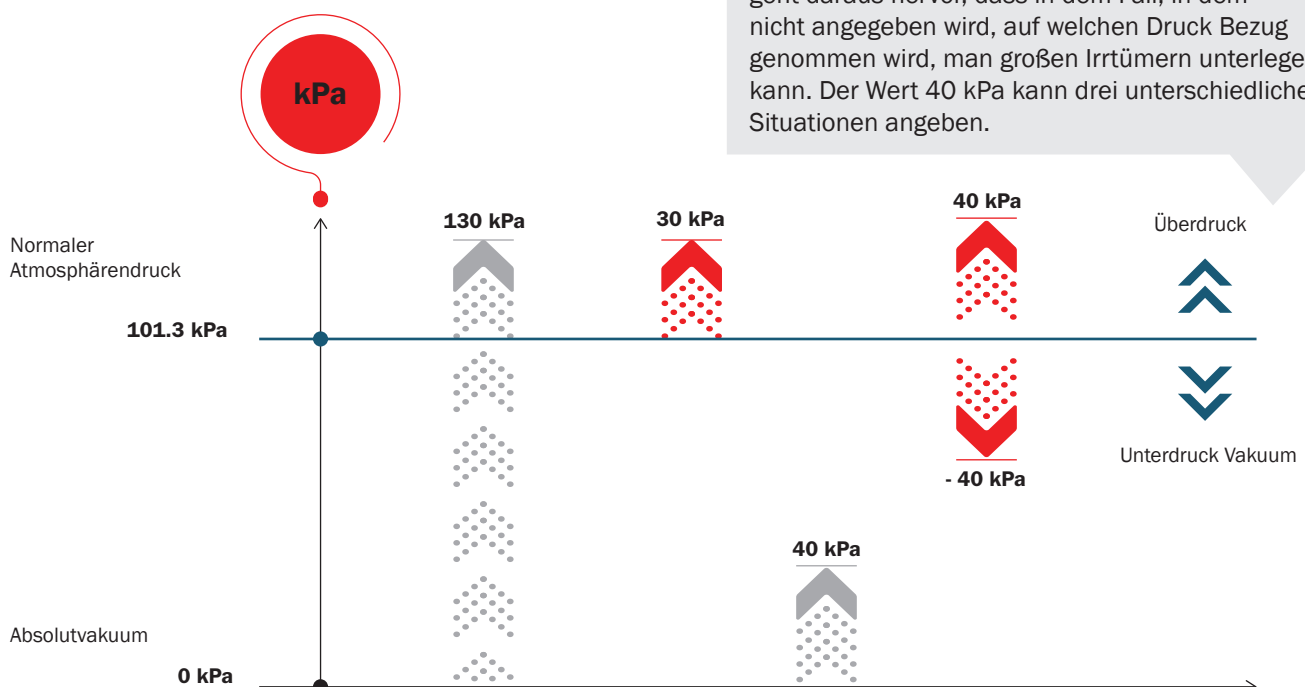 nicht angegeben wird, auf welchen Druck Bezug
genommen wird, man großen Irrtümern unterlege
kann. Der Wert 40 kPa kann drei unterschiedliche
Situationen angeben.
kPa
130 kPa
30 kPa
40 kPa
Überdruck
Normaler
Atmosphärendruck
101.3 kPa
Unterdruck Vakuum
- 40 kPa
40 kPa
Absolutvakuum
0 kPa